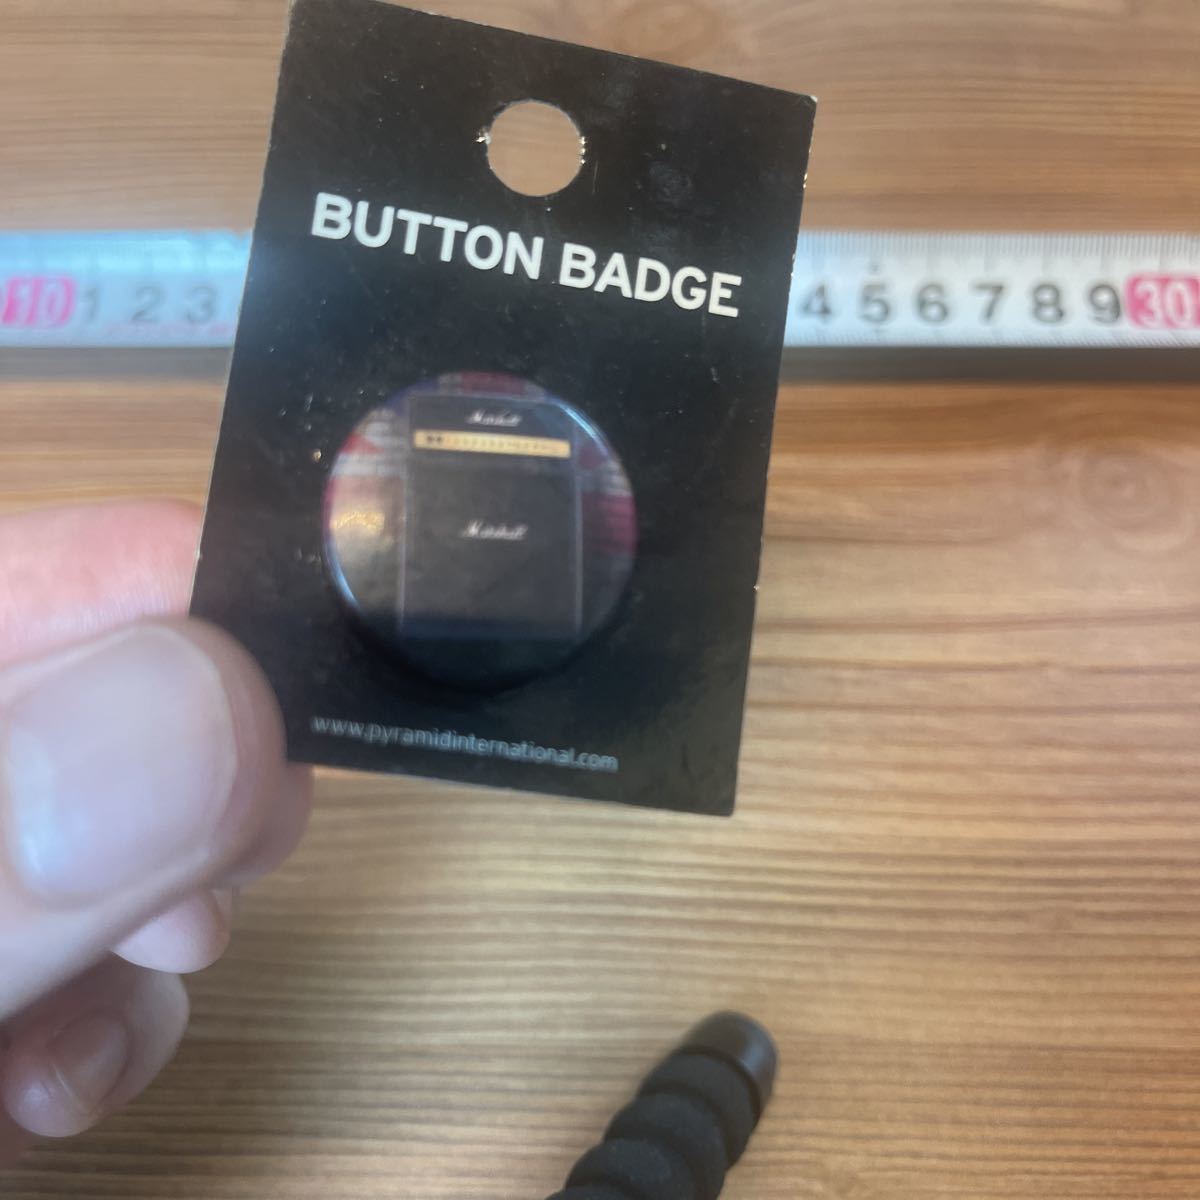 BUTTON BADGE
10 1 2 3 4 5 6 7 8 9 30
Marshall
Marshall
www.pyramidinternational.com